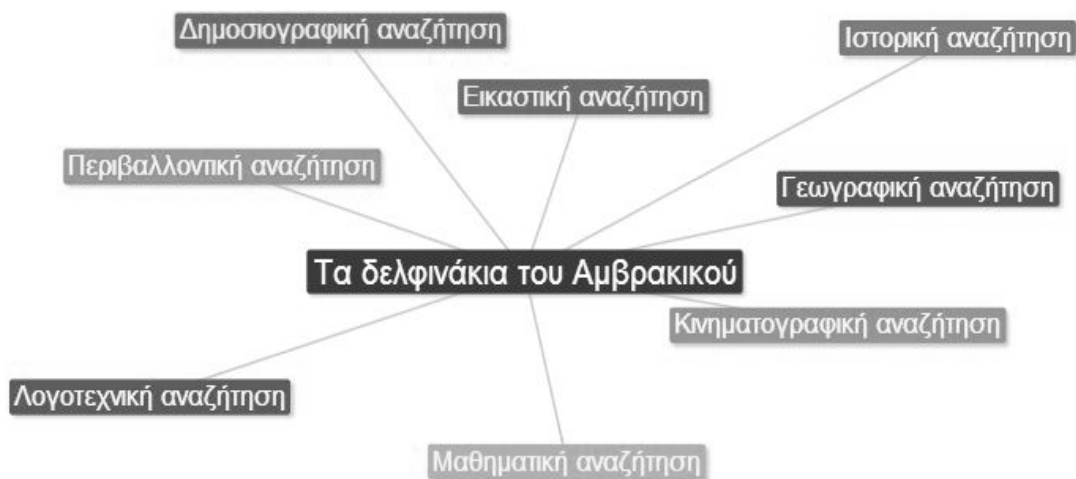 Δημοσιογραφική αναζήτηση
Ιστορική αναζήτηση
Εικαστική αναζήτηση
Περιβαλλοντική αναζήτηση
Γεωγραφική αναζήτηση
Τα δελφινάκια του Αμβρακικού
Κινηματογραφική αναζήτηση
Λογοτεχνική αναζήτηση
Μαθηματική αναζήτηση